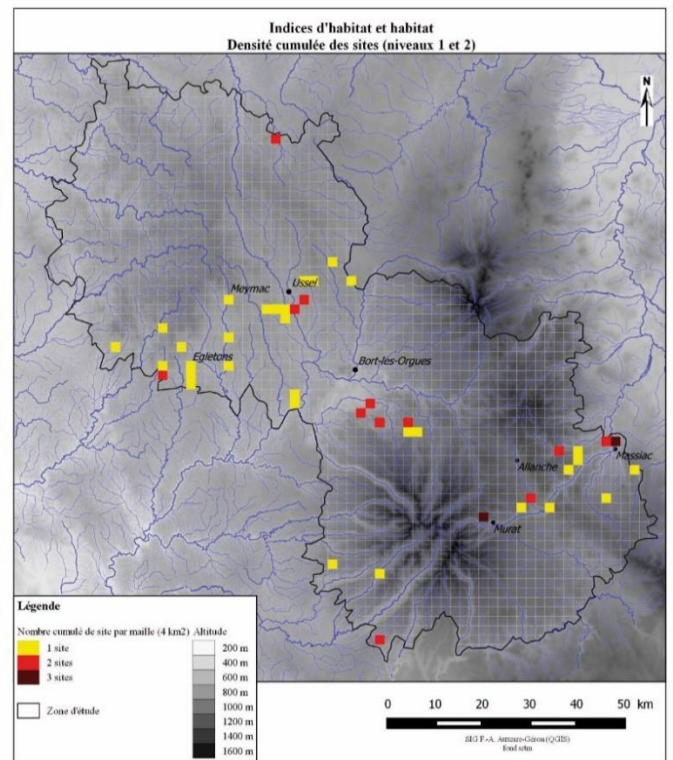 Indices d'habitat et habitat
Densité cumulée des sites (niveaux 1 et 2)
N
Meymac
Ussel
Egletons
Bort-les-Orgues
Allanche
Massiac
Murat
Légende
Nombre cumulé de site par maille (4 km2)
1 site
2 sites
3 sites
Zone d'étude
Altitude
200 m
400 m
600 m
800 m
1000 m
1200 m
1400 m
1600 m
0 10 20 30 40 50 km
SIG F.-A. (QGIS)
fond srtm